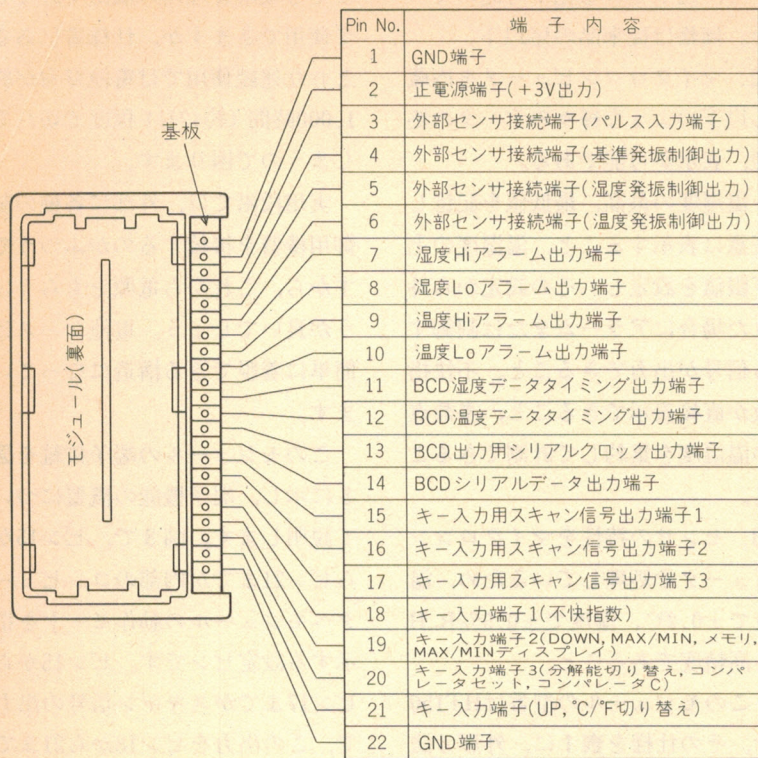 Pin No. 端子内容
1 GND端子
2 正電源端子(+3V出力)
3 外部センサ接続端子(パルス入力端子)
4 外部センサ接続端子(基準発振制御出力)
5 外部センサ接続端子(湿度発振制御出力)
6 外部センサ接続端子(温度発振制御出力)
7 湿度Hiアラーム出力端子
8 湿度Loアラーム出力端子
9 温度Hiアラーム出力端子
10 温度Loアラーム出力端子
11 BCD湿度データタイミング出力端子
12 BCD温度データタイミング出力端子
13 BCD出力用シリアルクロック出力端子
14 BCDシリアルデータ出力端子
15 キー入力用スキャン信号出力端子1
16 キー入力用スキャン信号出力端子2
17 キー入力用スキャン信号出力端子3
18 キー入力端子1(不快指数)
19 キー入力端子2(DOWN, MAX/MIN, メモリ,
MAX/MINディスプレイ)
20 キー入力端子3(分解能切り替え, コンパ
レータセット, コンパレータC)
21 キー入力端子(UP, ℃/℉切り替え)
22 GND端子
基板
モジュール(裏面)